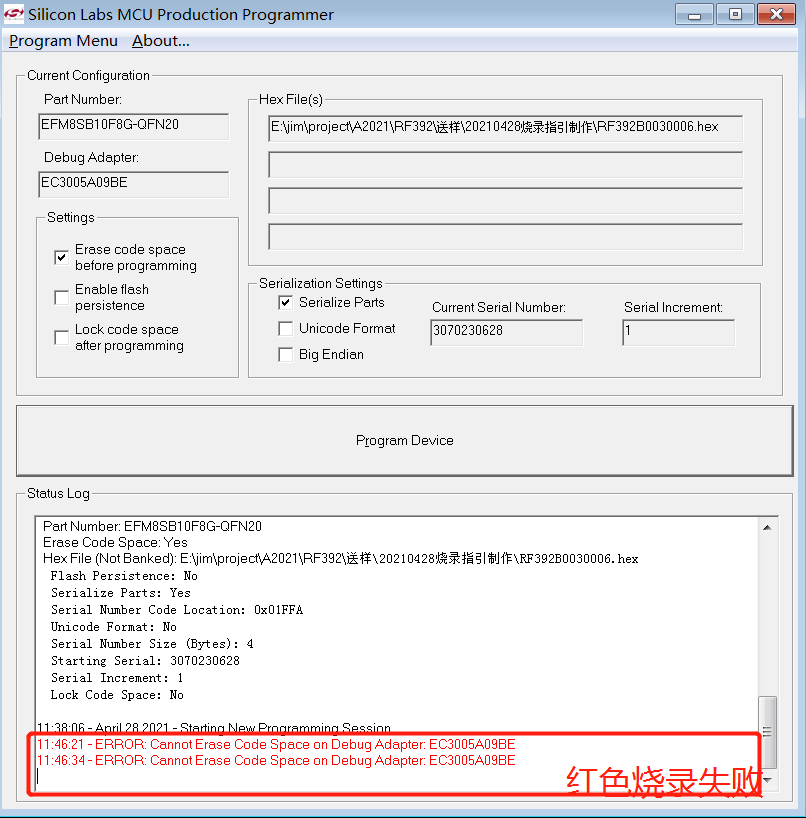 Silicon Labs MCU Production Programmer
Program Menu About...
Current Configuration
Part Number:
EFM8SB10F8G-QFN20
Debug Adapter:
EC3005A09BE
Settings
Erase code space
before programming
Enable flash
persistence
Lock code space
after programming
Hex File(s)
E:\jim\project\A2021\RF392\送样\20210428烧录指引制作\RF392B0030006.hex
Serialization Settings
Serialize Parts
Unicode Format
Big Endian
Current Serial Number:
3070230628
Serial Increment:
1
Program Device
Status Log
Part Number: EFM8SB10F8G-QFN20
Erase Code Space: Yes
Hex File (Not Banked): E:\jim\project\A2021\RF392\送样\20210428烧录指引制作\RF392B0030006.hex
Flash Persistence: No
Serialize Parts: Yes
Serial Number Code Location: 0x01FFA
Unicode Format: No
Serial Number Size (Bytes): 4
Starting Serial: 3070230628
Serial Increment: 1
Lock Code Space: No
11:38:06 - April 28 2021 - Starting New Programming Session
11:46:21 - ERROR: Cannot Erase Code Space on Debug Adapter: EC3005A09BE
11:46:34 - ERROR: Cannot Erase Code Space on Debug Adapter: EC3005A09BE
红色烧录失败